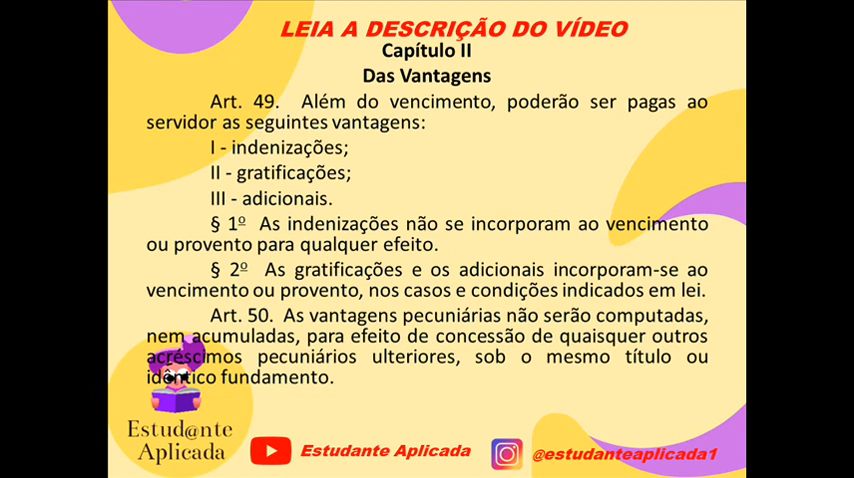 LEIA A DESCRIÇÃO DO VÍDEO
Capítulo II
Das Vantagens
Art. 49. Além do vencimento, poderão ser pagas ao
servidor as seguintes vantagens:
I - indenizações;
II - gratificações;
III - adicionais.
§ 1º As indenizações não se incorporam ao vencimento
ou provento para qualquer efeito.
§ 2º As gratificações e os adicionais incorporam-se ao
vencimento ou provento, nos casos e condições indicados em lei.
Art. 50. As vantagens pecuniárias não serão computadas,
nem acumuladas, para efeito de concessão de quaisquer outros
acréscimos pecuniários ulteriores, sob o mesmo título ou
idêntico fundamento.
Estud@nte
Aplicada
Estudante Aplicada
@estudanteaplicada1